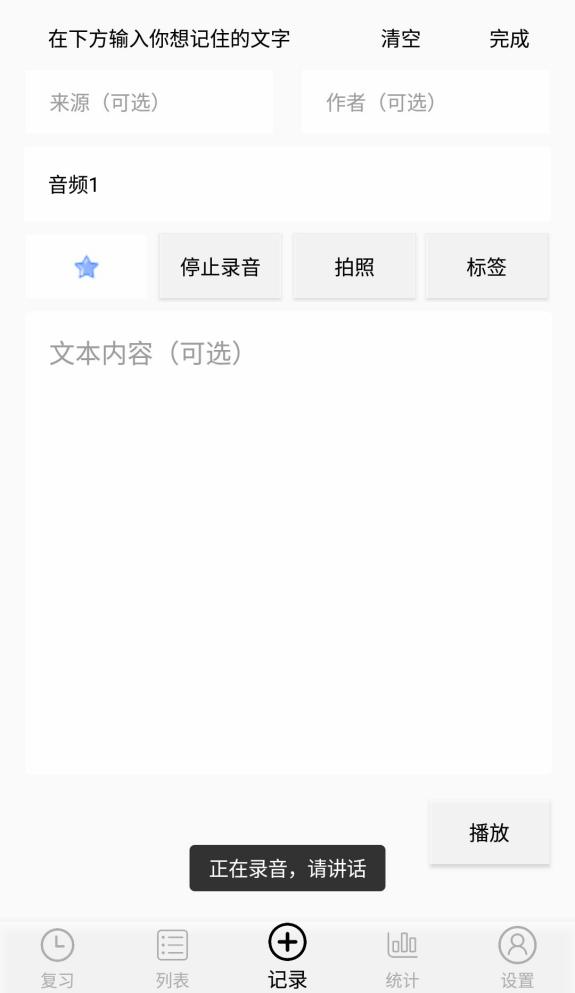 在下方输入你想记住的文字 清空 完成
来源（可选） 作者（可选）
音频1
停止录音 拍照 标签
文本内容（可选）
播放
正在录音，请讲话
复习 列表 记录 统计 设置